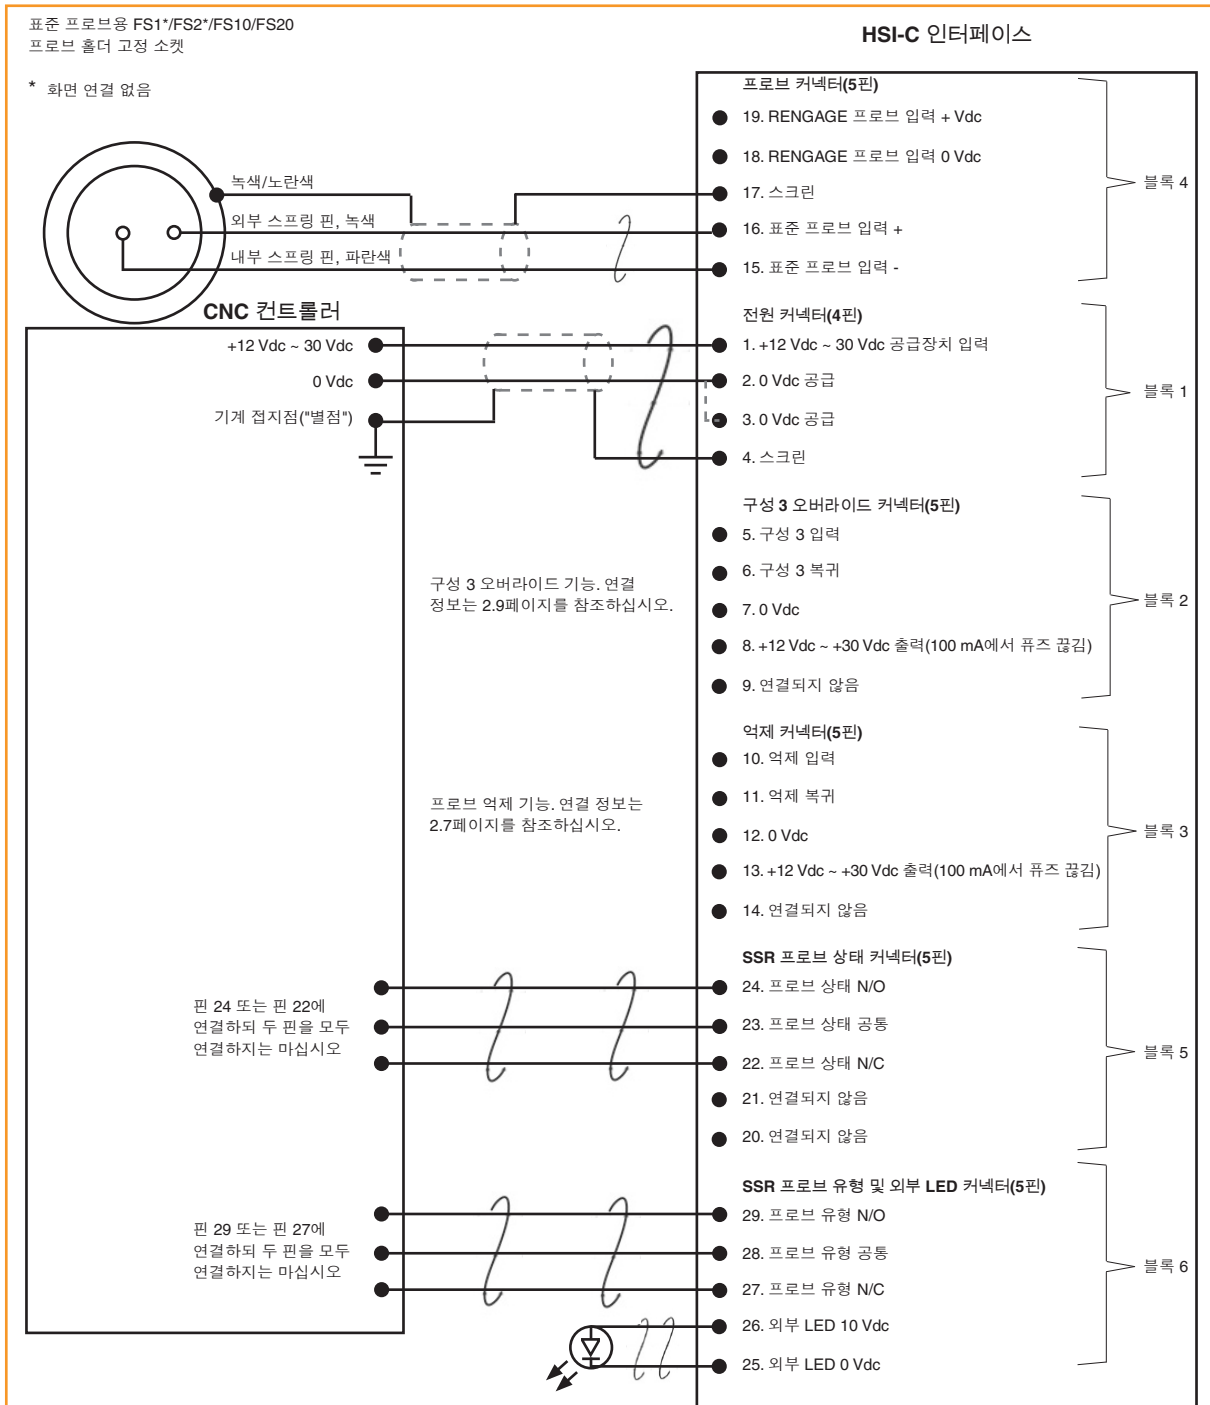 표준 프로브용 FS1*/FS2*/FS10/FS20
프로브 홀더 고정 소켓
* 화면 연결 없음
HSI-C 인터페이스
프로브 커넥터(5핀)
19. RENGAGE 프로브 입력 + Vdc
18. RENGAGE 프로브 입력 0 Vdc
17. 스크린
16. 표준 프로브 입력 +
15. 표준 프로브 입력 -
블록 4
녹색/노란색
외부 스프링 핀, 녹색
내부 스프링 핀, 파란색
CNC 컨트롤러
+12 Vdc ~ 30 Vdc
0 Vdc
기계 접지점("별점")
전원 커넥터(4핀)
1. +12 Vdc ~ 30 Vdc 공급장치 입력
2. 0 Vdc 공급
3. 0 Vdc 공급
4. 스크린
블록 1
구성 3 오버라이드 커넥터(5핀)
5. 구성 3 입력
6. 구성 3 복귀
7. 0 Vdc
8. +12 Vdc ~ +30 Vdc 출력(100 mA에서 퓨즈 끊김)
9. 연결되지 않음
블록 2
구성 3 오버라이드 기능. 연결
정보는 2.9페이지를 참조하십시오.
억제 커넥터(5핀)
10. 억제 입력
11. 억제 복귀
12. 0 Vdc
13. +12 Vdc ~ +30 Vdc 출력(100 mA에서 퓨즈 끊김)
14. 연결되지 않음
블록 3
프로브 억제 기능. 연결 정보는
2.7페이지를 참조하십시오.
SSR 프로브 상태 커넥터(5핀)
24. 프로브 상태 N/O
23. 프로브 상태 공통
22. 프로브 상태 N/C
21. 연결되지 않음
20. 연결되지 않음
블록 5
핀 24 또는 핀 22에
연결하되 두 핀을 모두
연결하지는 마십시오
SSR 프로브 유형 및 외부 LED 커넥터(5핀)
29. 프로브 유형 N/O
28. 프로브 유형 공통
27. 프로브 유형 N/C
26. 외부 LED 10 Vdc
25. 외부 LED 0 Vdc
블록 6
핀 29 또는 핀 27에
연결하되 두 핀을 모두
연결하지는 마십시오